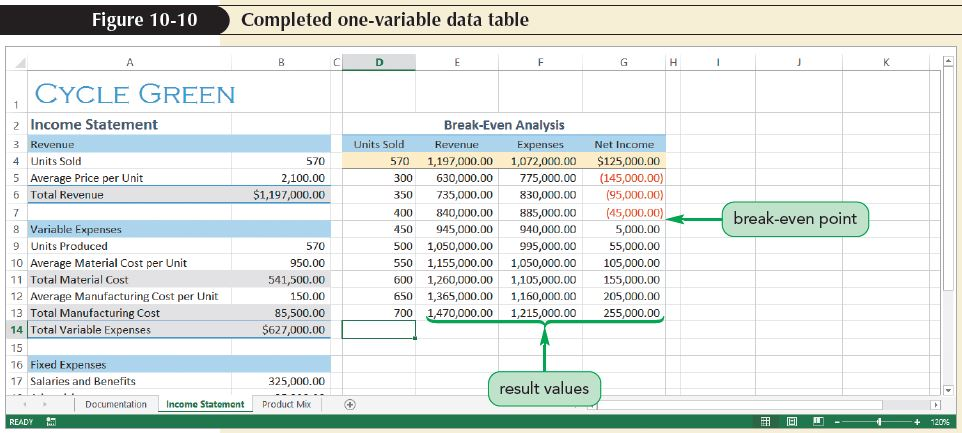 Figure 10-10 Completed one-variable data table
A B C D E F G H I J K
1 CYCLE GREEN
2 Income Statement Break-Even Analysis
3 Revenue Units Sold Revenue Expenses Net Income
4 Units Sold 570 570 1,197,000.00 1,072,000.00 $125,000.00
5 Average Price per Unit 2,100.00 300 630,000.00 775,000.00 (145,000.00)
6 Total Revenue $1,197,000.00 350 735,000.00 830,000.00 (95,000.00)
7 400 840,000.00 885,000.00 (45,000.00)
break-even point
8 Variable Expenses 450 945,000.00 940,000.00 5,000.00
9 Units Produced 570 500 1,050,000.00 995,000.00 55,000.00
10 Average Material Cost per Unit 950.00 550 1,155,000.00 1,050,000.00 105,000.00
11 Total Material Cost 541,500.00 600 1,260,000.00 1,105,000.00 155,000.00
12 Average Manufacturing Cost per Unit 150.00 650 1,365,000.00 1,160,000.00 205,000.00
13 Total Manufacturing Cost 85,500.00 700 1,470,000.00 1,215,000.00 255,000.00
14 Total Variable Expenses $627,000.00
15
16 Fixed Expenses
17 Salaries and Benefits 325,000.00
result values
Documentation Income Statement Product Mix
READY 120%